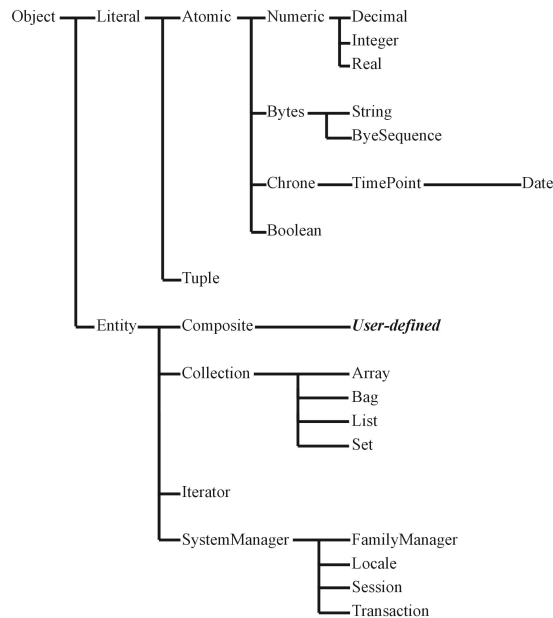 Object Literal Atomic Numeric Decimal
Integer
Real
Bytes String
ByeSequence
Chrone TimePoint Date
Boolean
Tuple
Entity Composite User-defined
Collection Array
Bag
List
Set
Iterator
SystemManager FamilyManager
Locale
Session
Transaction